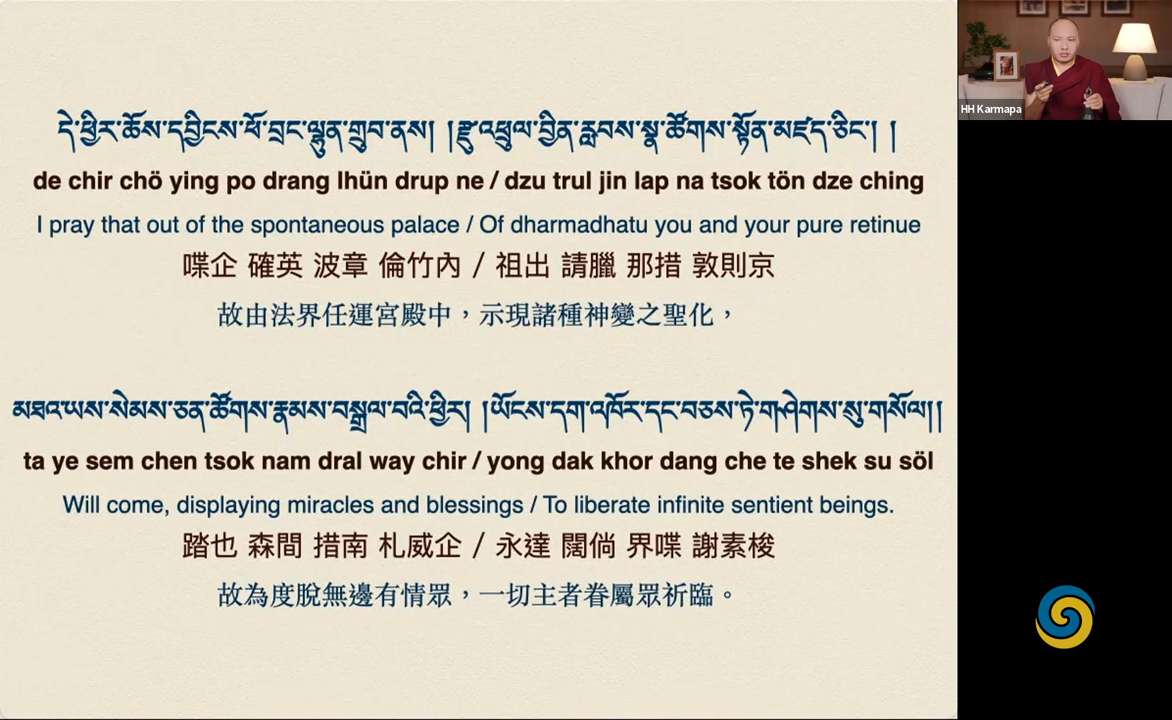 དེ་ཕྱིར་ཆོས་དབྱིངས་ཕོ་བྲང་ལྷུན་གྲུབ་ནས། །རྫུ་འཕྲུལ་བྱིན་རླབས་སྣ་ཚོགས་སྟོན་མཛད་ཅིང་། །
de chir chö ying po drang lhün drup ne / dzu trul jin lap na tsok tön dze ching
I pray that out of the spontaneous palace / Of dharmadhatu you and your pure retinue
喋企 確英 波章 倫竹內 / 祖出 請臘 那措 敦則京
故由法界任運宮殿中，示現諸種神變之聖化，
མཐའ་ཡས་སེམས་ཅན་ཚོགས་རྣམས་བསྒྲལ་བའི་ཕྱིར། །ཡོངས་དག་འཁོར་དང་བཅས་ཏེ་གཤེགས་སུ་གསོལ།།
ta ye sem chen tsok nam dral way chir / yong dak khor dang che te shek su söl
Will come, displaying miracles and blessings / To liberate infinite sentient beings.
踏也 森間 措南 札威企 / 永達 闊倘 界喋 謝素梭
故為度脫無邊有情眾，一切主者眷屬眾祈臨。
HH Karmapa